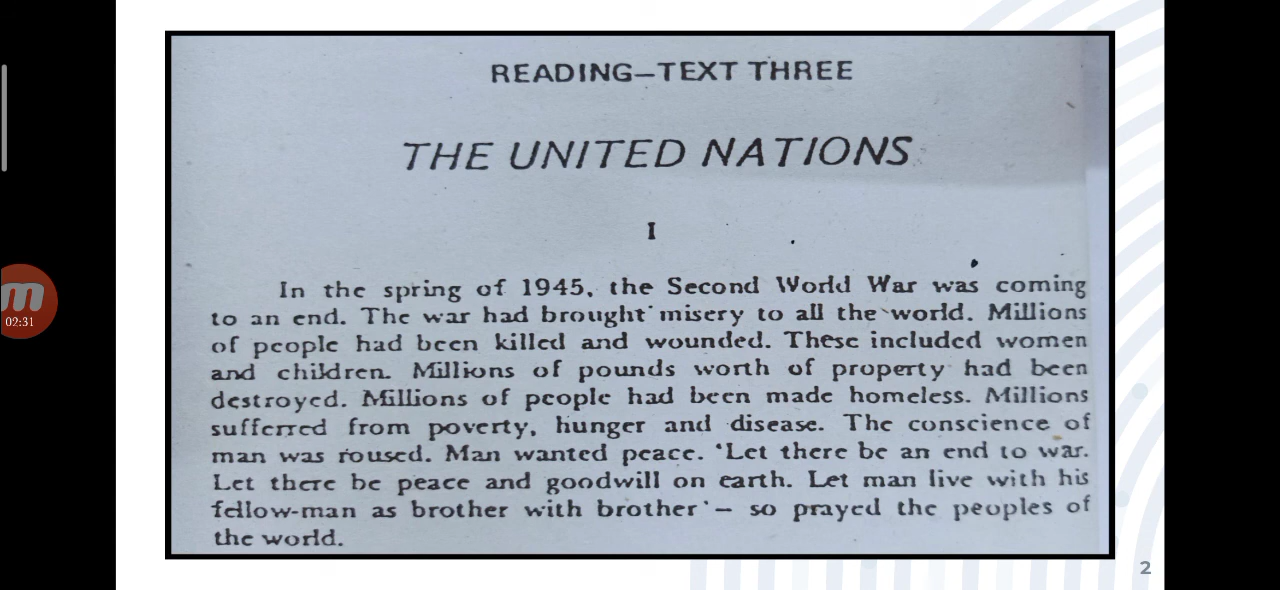 READING–TEXT THREE
THE UNITED NATIONS
I
In the spring of 1945, the Second World War was coming
to an end. The war had brought misery to all the world. Millions
of people had been killed and wounded. These included women
and children. Millions of pounds worth of property had been
destroyed. Millions of people had been made homeless. Millions
sufferred from poverty, hunger and disease. The conscience of
man was roused. Man wanted peace. 'Let there be an end to war.
Let there be peace and goodwill on earth. Let man live with his
fellow-man as brother with brother' – so prayed the peoples of
the world.
2
02:31